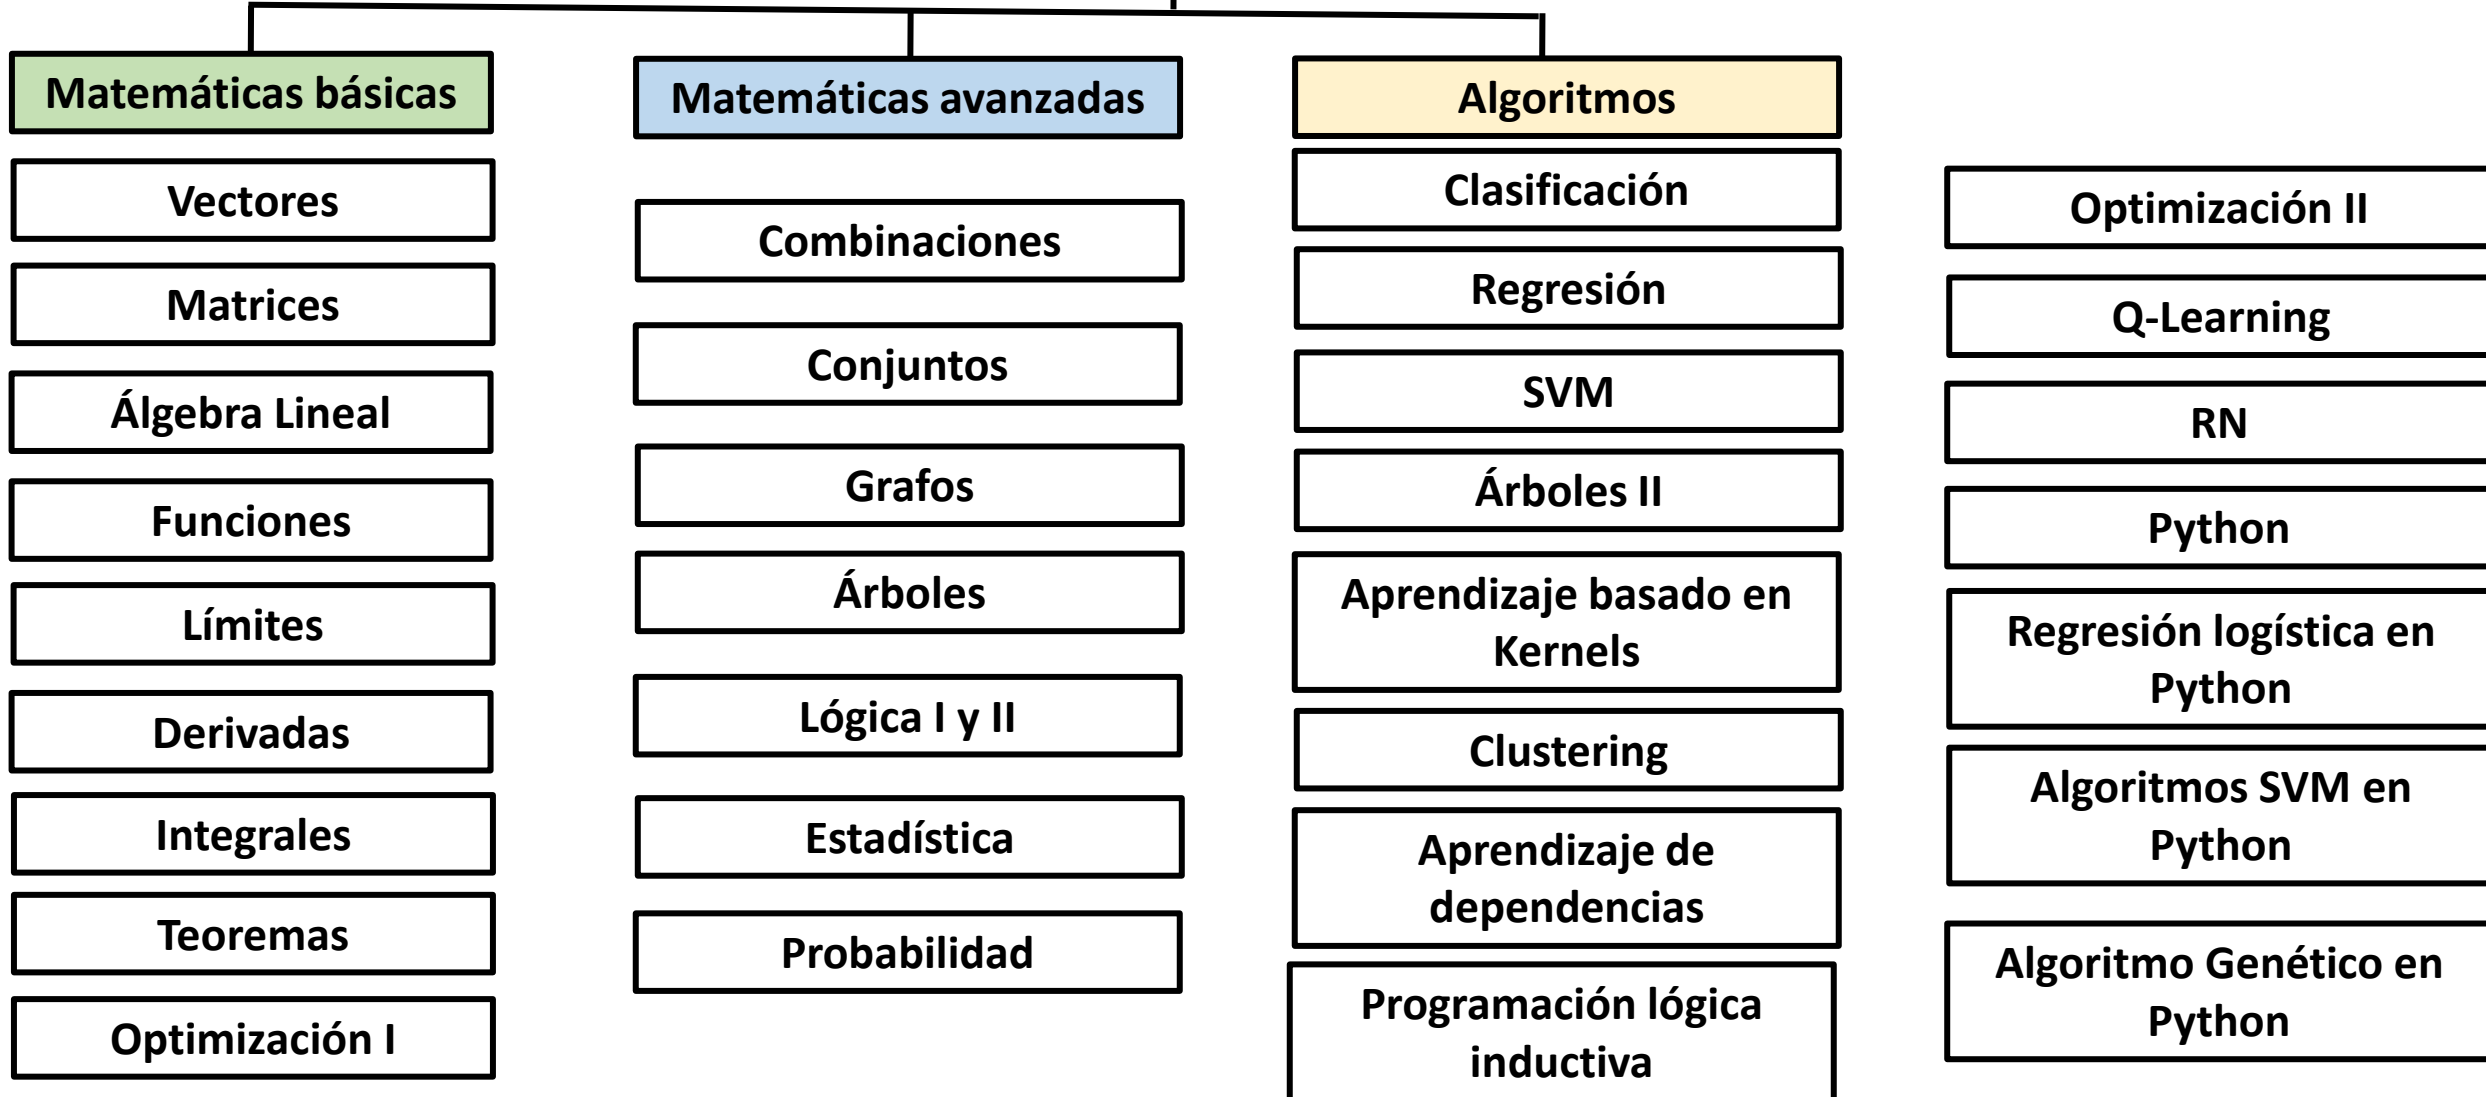 Matemáticas básicas
Vectores
Matrices
Álgebra Lineal
Funciones
Límites
Derivadas
Integrales
Teoremas
Optimización I
Matemáticas avanzadas
Combinaciones
Conjuntos
Grafos
Árboles
Lógica I y II
Estadística
Probabilidad
Algoritmos
Clasificación
Regresión
SVM
Árboles II
Aprendizaje basado en
Kernels
Clustering
Aprendizaje de
dependencias
Programación lógica
inductiva
Optimización II
Q-Learning
RN
Python
Regresión logística en
Python
Algoritmos SVM en
Python
Algoritmo Genético en
Python